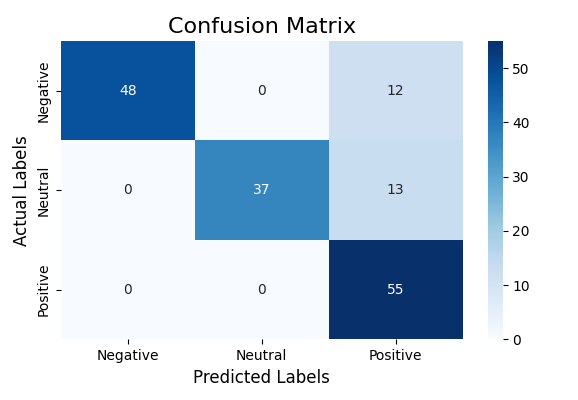 Confusion Matrix
Actual Labels
Negative
48
0
12
Neutral
0
37
13
Positive
0
0
55
Negative
Neutral
Positive
Predicted Labels
50
40
30
20
10
0